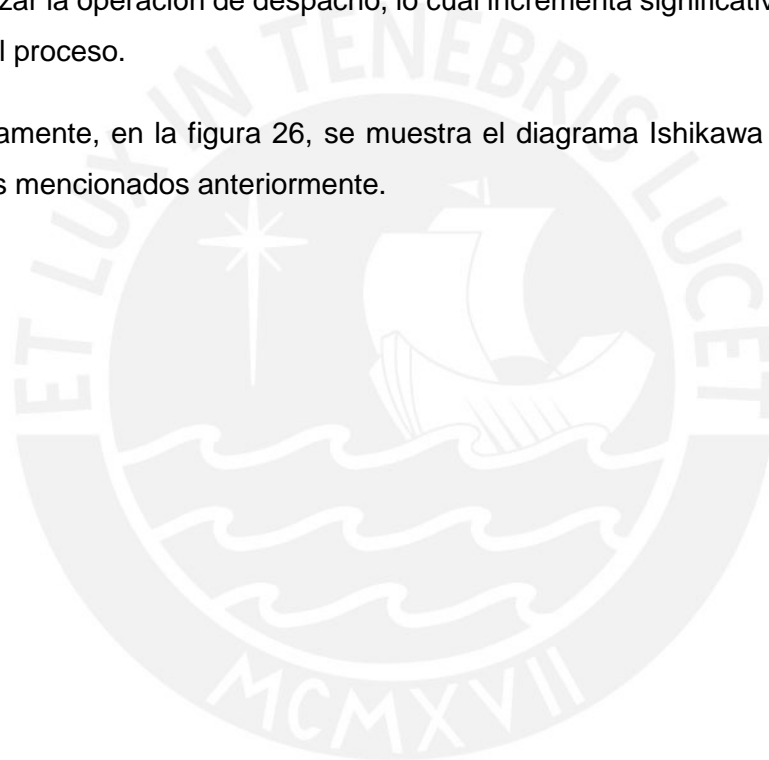 zar la operación de despacho, lo cual incrementa significativ
l proceso.
amente, en la figura 26, se muestra el diagrama Ishikawa
s mencionados anteriormente.
ET LUX IN TENEBRIS LUCET
MCMXVII